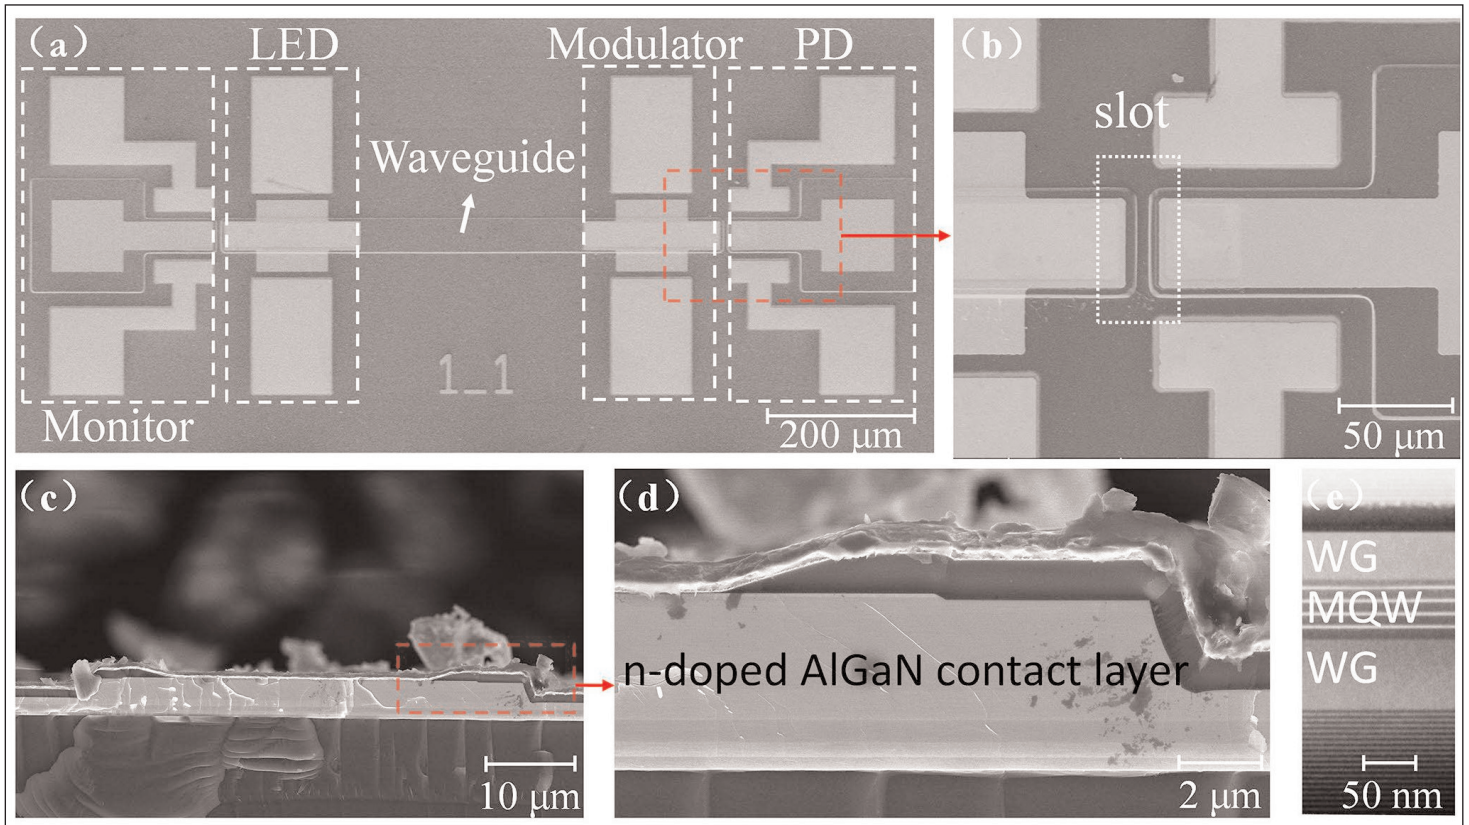 (a)
LED
Modulator
PD
Waveguide
1_1
Monitor
200 μm
(b)
slot
50 μm
(c)
10 μm
(d)
n-doped AlGaN contact layer
2 μm
(e)
WG
MQW
WG
50 nm